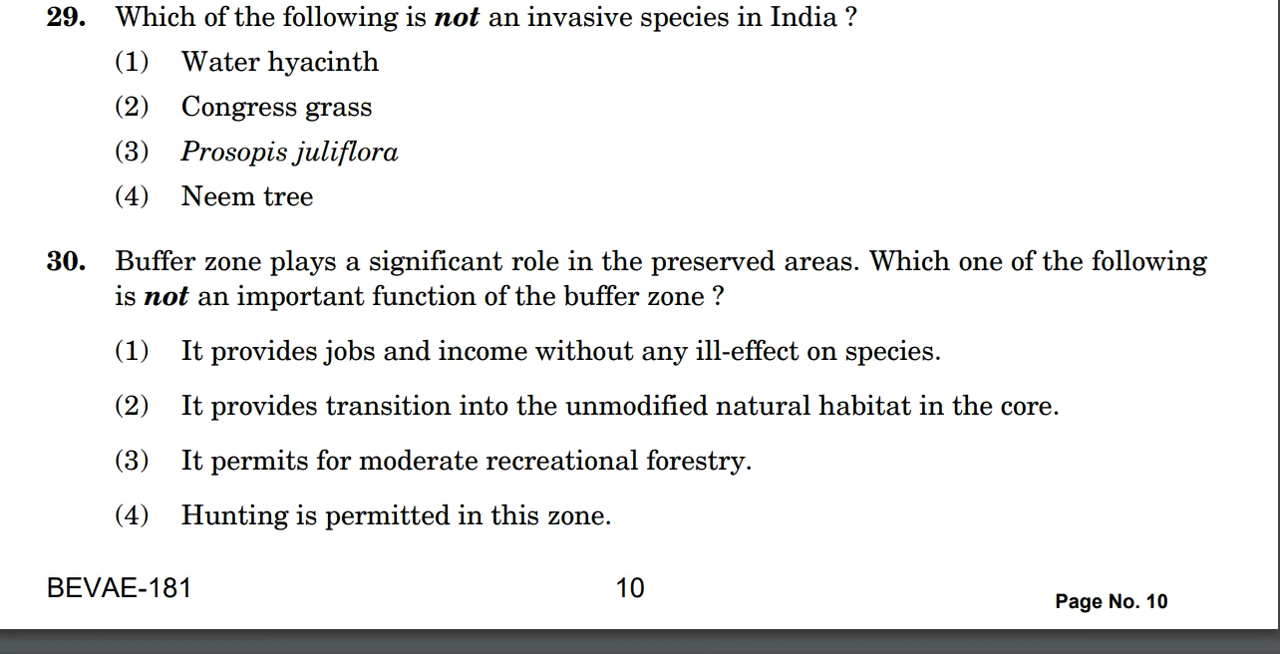 29. Which of the following is not an invasive species in India ?
(1) Water hyacinth
(2) Congress grass
(3) Prosopis juliflora
(4) Neem tree
30. Buffer zone plays a significant role in the preserved areas. Which one of the following
is not an important function of the buffer zone ?
(1) It provides jobs and income without any ill-effect on species.
(2) It provides transition into the unmodified natural habitat in the core.
(3) It permits for moderate recreational forestry.
(4) Hunting is permitted in this zone.
BEVAE-181 10 Page No. 10